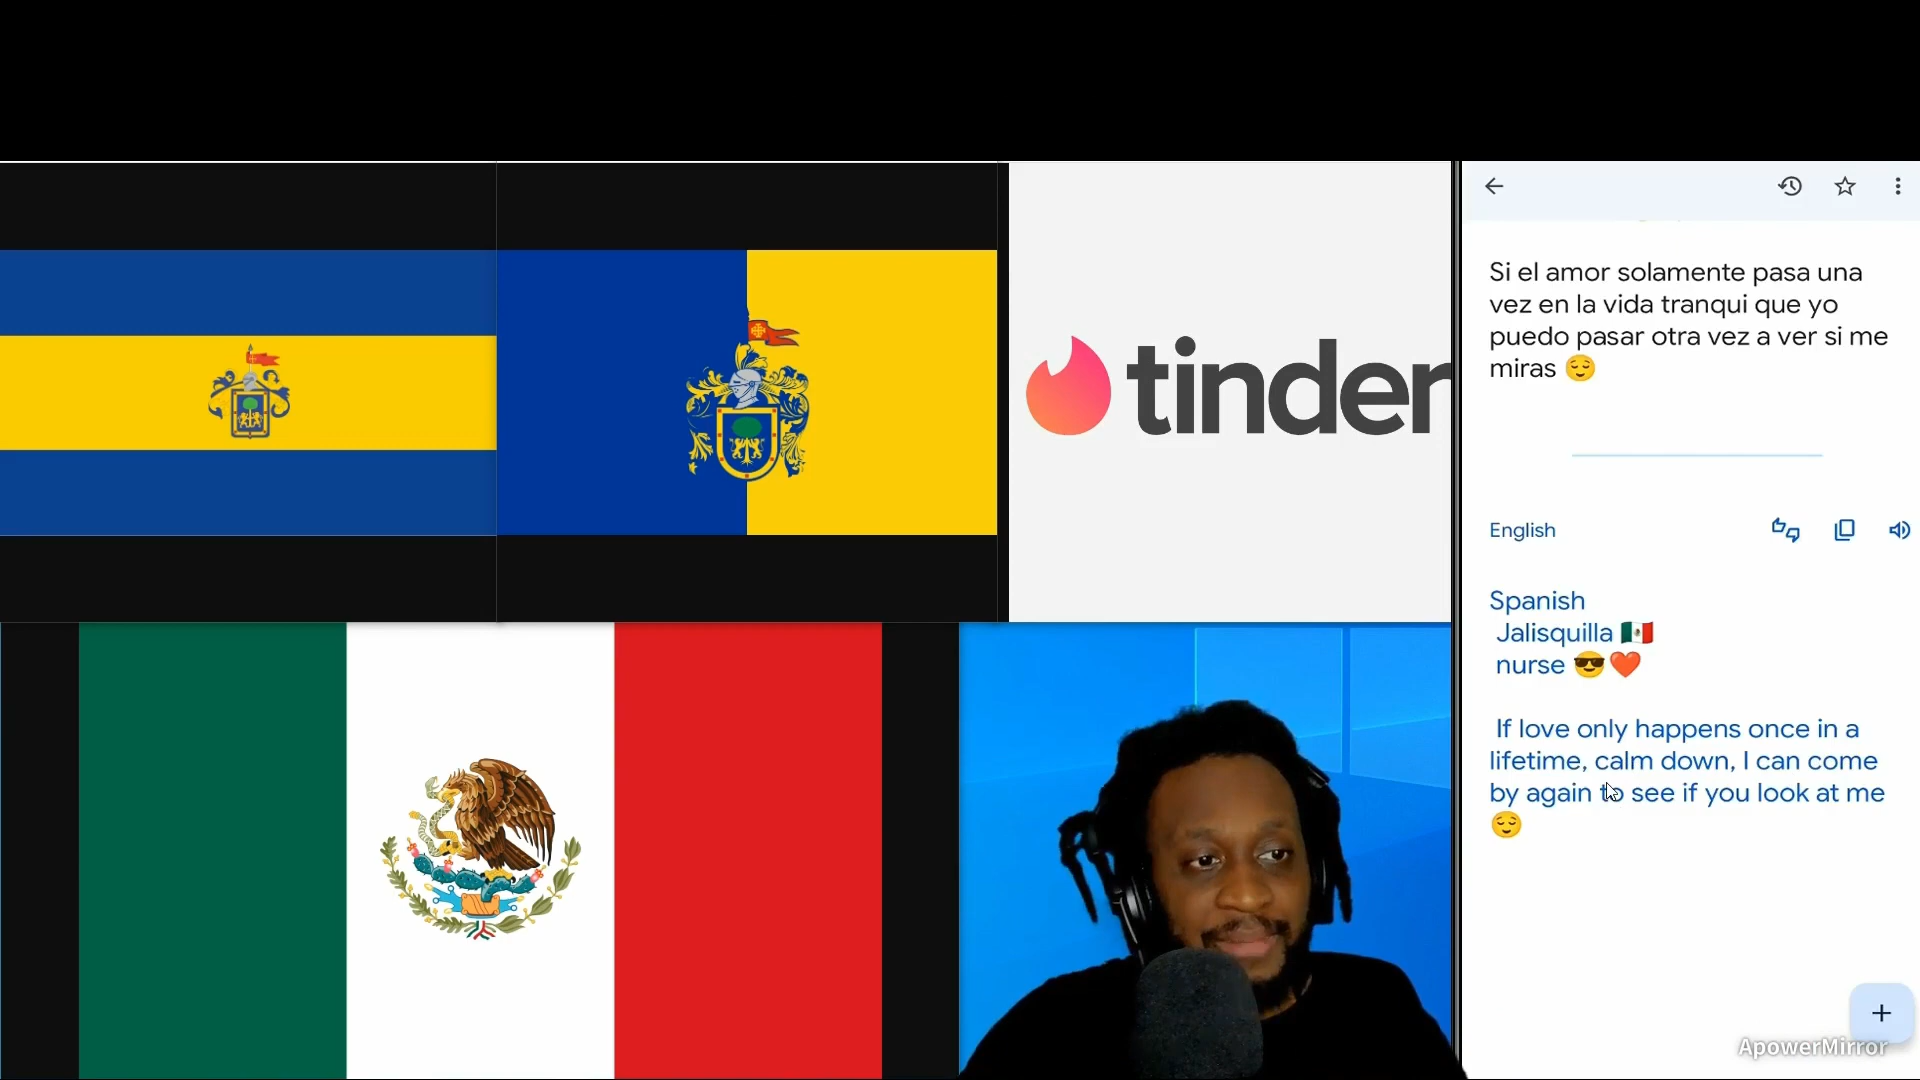 tinder
Si el amor solamente pasa una
vez en la vida tranqui que yo
puedo pasar otra vez a ver si me
miras 😌
English
Spanish
Jalisquilla 🇲🇽
nurse 😎❤️
If love only happens once in a
lifetime, calm down, I can come
by again to see if you look at me
😌
ApowerMirror